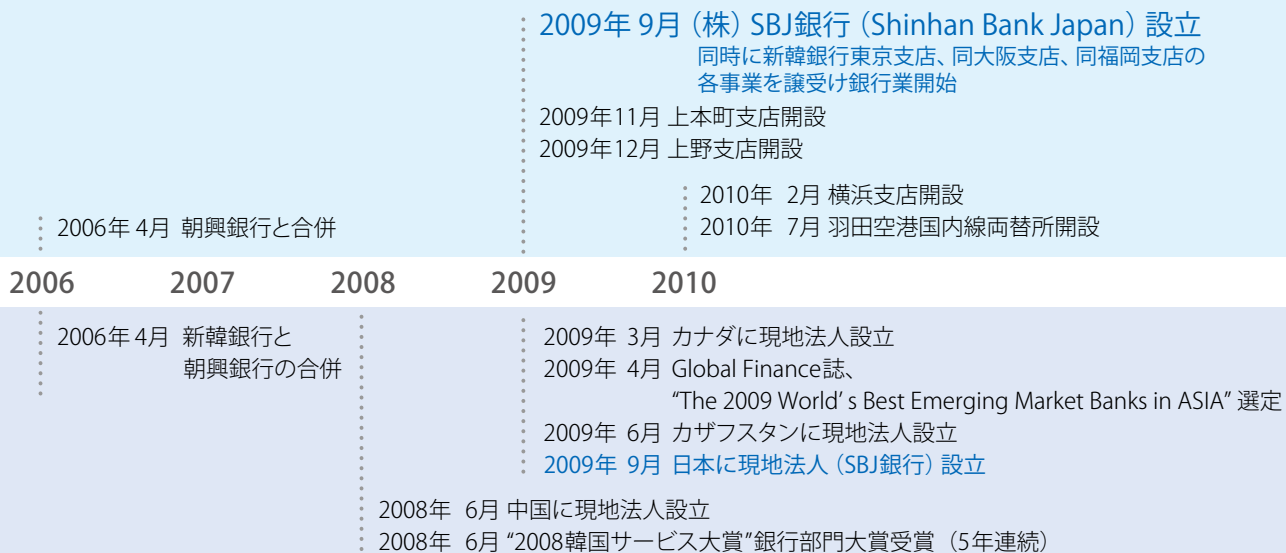 2009年 9月（株）SBJ銀行（Shinhan Bank Japan）設立
同時に新韓銀行東京支店、同大阪支店、同福岡支店の
各事業を譲受け銀行業開始
2009年11月 上本町支店開設
2009年12月 上野支店開設
2010年 2月 横浜支店開設
2010年 7月 羽田空港国内線両替所開設
2006年 4月 朝興銀行と合併
2006 2007 2008 2009 2010
2006年 4月 新韓銀行と
朝興銀行の合併
2009年 3月 カナダに現地法人設立
2009年 4月 Global Finance誌、
“The 2009 World’ s Best Emerging Market Banks in ASIA” 選定
2009年 6月 カザフスタンに現地法人設立
2009年 9月 日本に現地法人（SBJ銀行）設立
2008年 6月 中国に現地法人設立
2008年 6月 “2008韓国サービス大賞”銀行部門大賞受賞（5年連続）